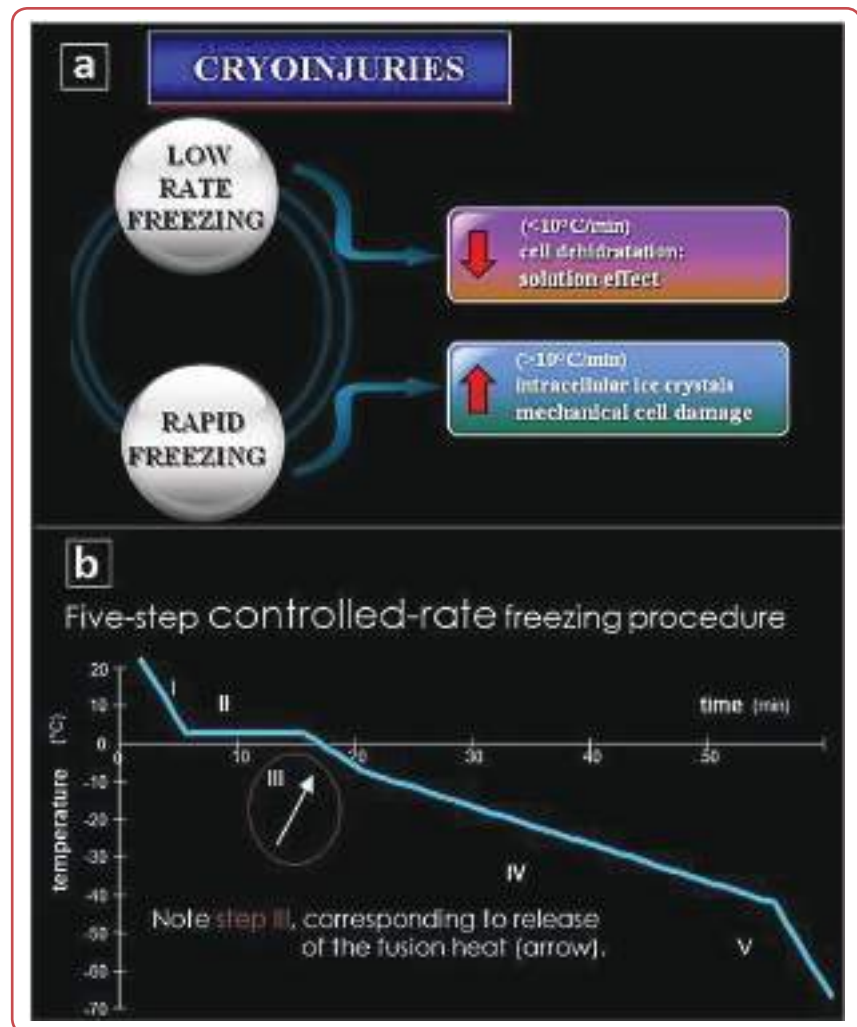 a
CRYOINJURIES
LOW
RATE
FREEZING
(<10°C/min)
cell dehidratation:
solution effect
RAPID
FREEZING
(>10°C/min)
intracellular ice crystals
mechanical cell damage
b
Five-step controlled-rate freezing procedure
20
10
0
-10
-20
-30
-40
-50
-60
-70
temperature (°C)
0
10
20
30
40
50
time (min)
I
II
III
IV
V
Note step III, corresponding to release
of the fusion heat (arrow).